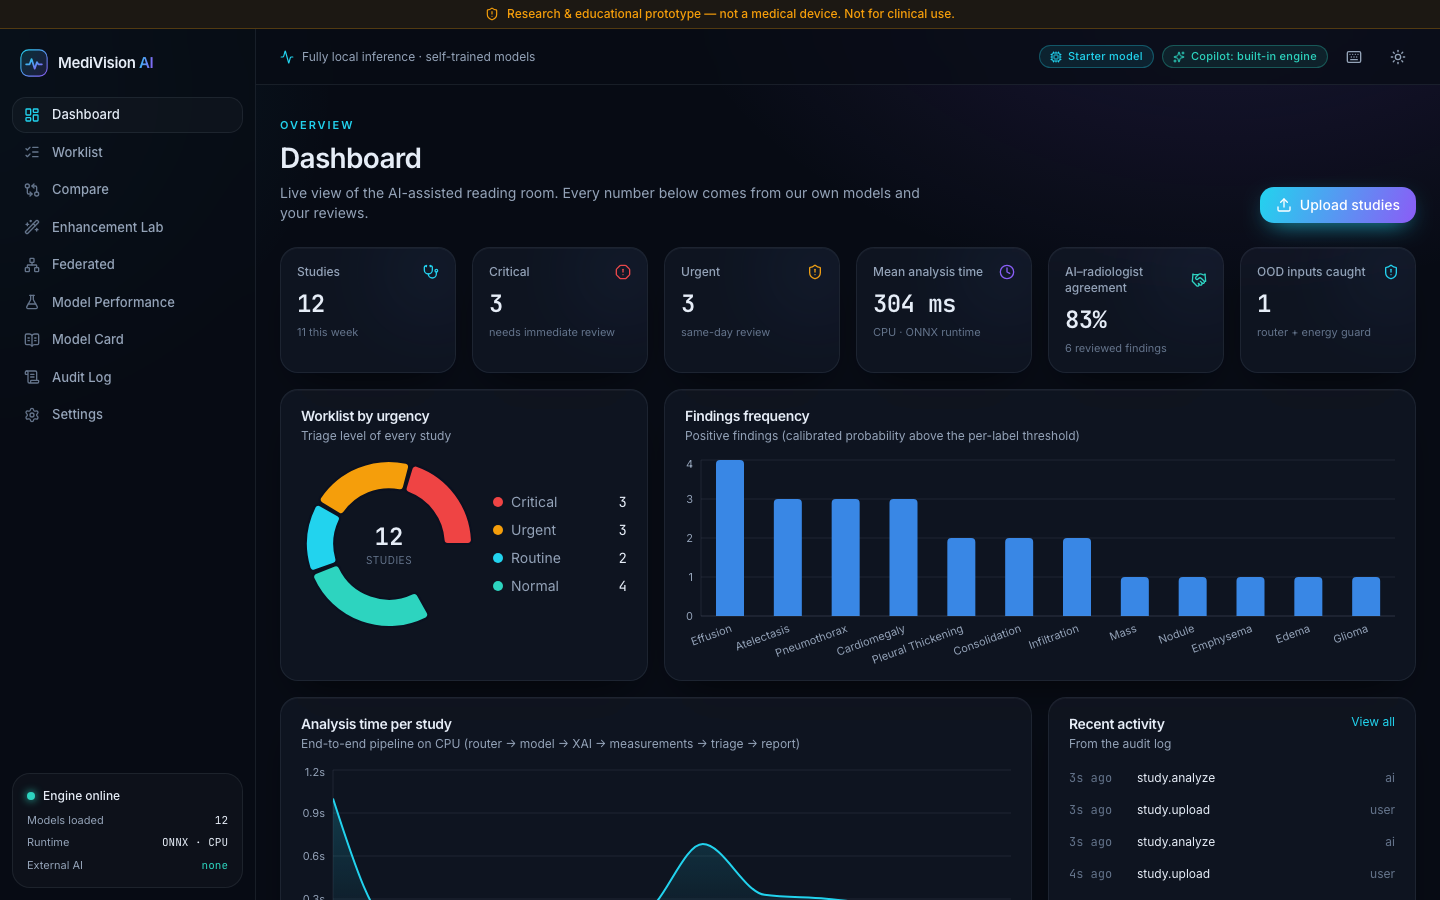 Research & educational prototype — not a medical device. Not for clinical use.
MediVision AI
Dashboard
Worklist
Compare
Enhancement Lab
Federated
Model Performance
Model Card
Audit Log
Settings
Engine online
Models loaded 12
Runtime ONNX · CPU
External AI none
Fully local inference · self-trained models
Starter model
Copilot: built-in engine
OVERVIEW
Dashboard
Live view of the AI-assisted reading room. Every number below comes from our own models and
your reviews.
Upload studies
Studies
12
11 this week
Critical
3
needs immediate review
Urgent
3
same-day review
Mean analysis time
304 ms
CPU · ONNX runtime
AI–radiologist
agreement
83%
6 reviewed findings
OOD inputs caught
1
router + energy guard
Worklist by urgency
Triage level of every study
12
STUDIES
Critical 3
Urgent 3
Routine 2
Normal 4
Findings frequency
Positive findings (calibrated probability above the per-label threshold)
4
3
2
1
0
Effusion
Atelectasis
Pneumothorax
Cardiomegaly
Pleural Thickening
Consolidation
Infiltration
Mass
Nodule
Emphysema
Edema
Glioma
Analysis time per study
End-to-end pipeline on CPU (router → model → XAI → measurements → triage → report)
1.2s
0.9s
0.6s
0.3s
Recent activity
View all
From the audit log
3s ago study.analyze ai
3s ago study.upload user
3s ago study.analyze ai
4s ago study.upload user